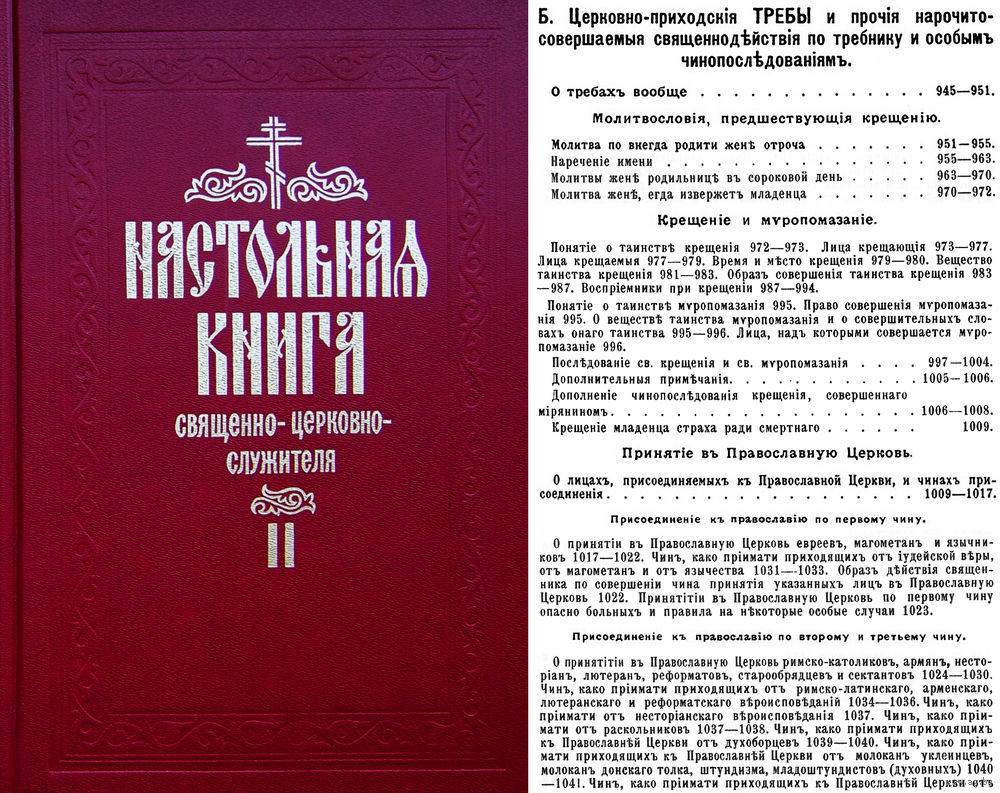 НАСТОЛЬНАЯ
КНИГА
СВЯЩЕННО-ЦЕРКОВНО-
СЛУЖИТЕЛЯ
II
Б. Церковно-приходскія ТРЕБЫ и прочія нарочито-
совершаемыя священнодѣйствія по требнику и особымъ
чинопослѣдованіямъ.
О требахъ вообще . . . . . . . . . . . . . . 945—951.
Молитвословія, предшествующія крещенію.
Молитва по внегда родити женѣ отроча . . . . . . . 951—955.
Нареченіе имени . . . . . . . . . . . . . . . . 955—963.
Молитвы женѣ родильницѣ въ сороковой день . . . . . 963—970.
Молитва женѣ, егда извержетъ младенца . . . . . . . 970—972.
Крещеніе и мѵропомазаніе.
Понятіе о таинствѣ крещенія 972—973. Лица крещающія 973—977.
Лица крещаемыя 977—979. Время и мѣсто крещенія 979—980. Вещество
таинства крещенія 981—983. Образъ совершенія таинства крещенія 983
—987. Воспріемники при крещеніи 987—994.
Понятіе о таинствѣ мѵропомазанія 995. Право совершенія мѵропомаза-
нія 995. О веществѣ таинства мѵропомазанія и о совершительныхъ сло-
вахъ онаго таинства 995—996. Лица, надъ которыми совершается мѵро-
помазаніе 996.
Послѣдованіе св. крещенія и св. мѵропомазанія . . . . 997—1004.
Дополнительныя примѣчанія. . . . . . . . . . . . 1005—1006.
Дополненіе чинопослѣдованія крещенія, совершеннаго
міряниномъ. . . . . . . . . . . . . . . . . . 1006—1008.
Крещеніе младенца страха ради смертнаго . . . . . . 1009.
Принятіе въ Православную Церковь.
О лицахъ, присоединяемыхъ къ Православной Церкви, и чинахъ при-
соединенія. . . . . . . . . . . . . . . . . . 1009—1017.
Присоединеніе къ православію по первому чину.
О принятіи въ Православную Церковь евреевъ, магометанъ и язычни-
ковъ 1017—1022. Чинъ, како пріимати приходящихъ отъ іудейской вѣры,
отъ магометанъ и отъ язычества 1031—1033. Образъ дѣйствія священ-
ника по совершеніи чина принятія указанныхъ лицъ въ Православную
Церковь 1022. Принятітіи въ Православную Церковь по первому чину
опасно больныхъ и правила на нѣкоторые особые случаи 1023.
Присоединеніе къ православію по второму и третьему чину.
О принятітіи въ Православную Церковь римско-католиковъ, армянъ, несто-
ріанъ, лютеранъ, реформатовъ, старообрядцевъ и сектантовъ 1024—1030.
Чинъ, како пріимати приходящихъ отъ римско-латинскаго, арменскаго,
лютеранскаго и реформатскаго вѣроисповѣданій 1034—1036. Чинъ, како
пріимати отъ несторіанскаго вѣроисповѣданія 1037. Чинъ, како пріи-
мати отъ раскольниковъ 1037—1038. Чинъ, како пріимати приходящихъ
къ Православнѣй Церкви отъ духоборцевъ 1039—1040. Чинъ, како прі-
имати приходящихъ къ Православнѣй Церкви отъ молоканъ уклеинцевъ,
молоканъ донскаго толка, штундизма, младоштундистовъ (духовныхъ) 1040
—1041. Чинъ, како пріимати приходящихъ къ Православнѣй Церкви отъ